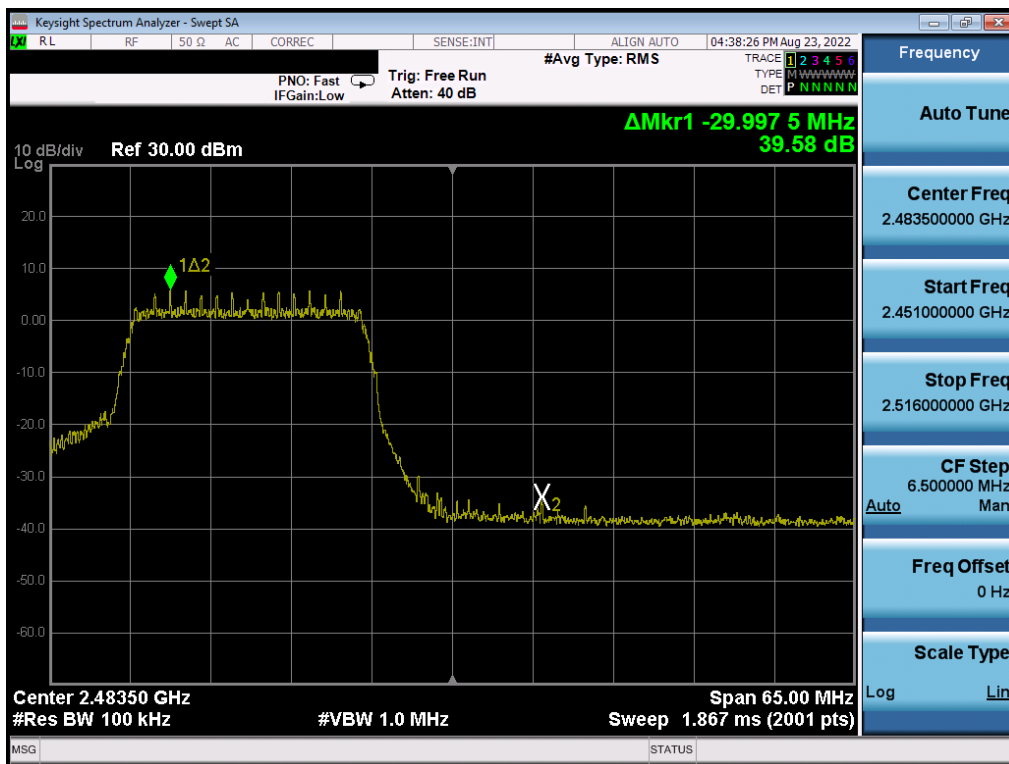 Keysight Spectrum Analyzer - Swept SA
LXI RL RF 50 Ω AC CORREC SENSE:INT ALIGN AUTO 04:38:26 PM Aug 23, 2022
#Avg Type: RMS TRACE 1 2 3 4 5 6
PNO: Fast Trig: Free Run TYPE M W W W W W
IFGain:Low Atten: 40 dB DET P N N N N N
ΔMkr1 -29.997 5 MHz
39.58 dB
10 dB/div Ref 30.00 dBm
Log
20.0
10.0
0.00
-10.0
-20.0
-30.0
-40.0
-50.0
-60.0
1Δ2
X2
Center 2.48350 GHz Span 65.00 MHz
#Res BW 100 kHz #VBW 1.0 MHz Sweep 1.867 ms (2001 pts)
MSG STATUS
Frequency
Auto Tune
Center Freq
2.483500000 GHz
Start Freq
2.451000000 GHz
Stop Freq
2.516000000 GHz
CF Step
6.500000 MHz
Auto Man
Freq Offset
0 Hz
Scale Type
Log Lin